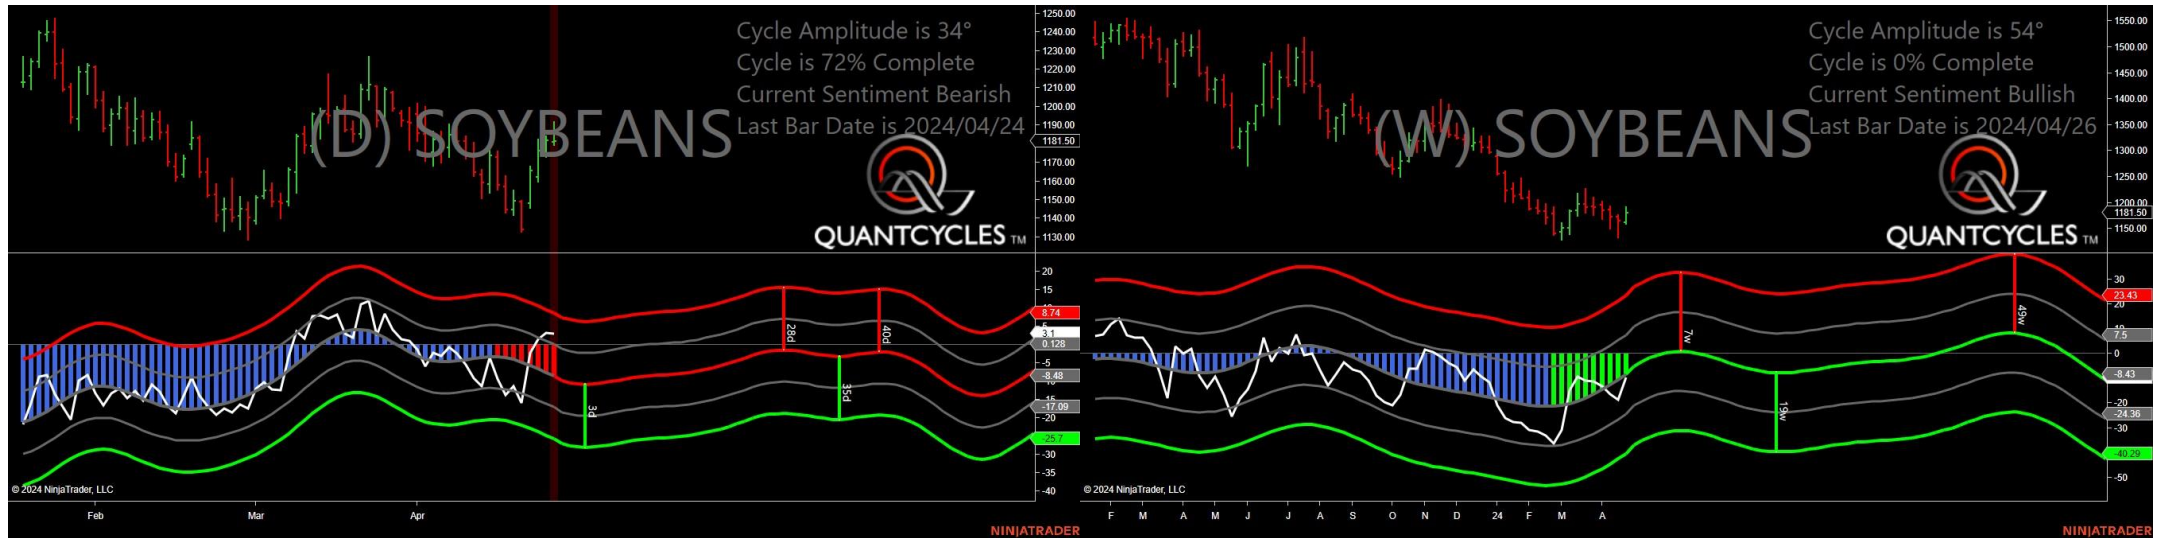 Cycle Amplitude is 34°
Cycle is 72% Complete
Current Sentiment Bearish
Last Bar Date is 2024/04/24
(D) SOYBEANS
QUANTCYCLES TM
1250.00
1240.00
1230.00
1220.00
1210.00
1200.00
1190.00
1181.50
1170.00
1160.00
1150.00
1140.00
1130.00
20
15
8.74
3.1
0.128
-5
-8.48
-15
-17.09
-20
-25.7
-30
-35
-40
3d
28d
35d
40d
© 2024 NinjaTrader, LLC
Feb Mar Apr
NINJATRADER
Cycle Amplitude is 54°
Cycle is 0% Complete
Current Sentiment Bullish
Last Bar Date is 2024/04/26
(W) SOYBEANS
QUANTCYCLES TM
1550.00
1500.00
1450.00
1400.00
1350.00
1300.00
1250.00
1200.00
1181.50
1150.00
30
23.43
20
7.5
0
-8.43
-20
-24.36
-30
-40.29
-50
7w
19w
49w
© 2024 NinjaTrader, LLC
F M A M J J A S O N D 24 F M A
NINJATRADER